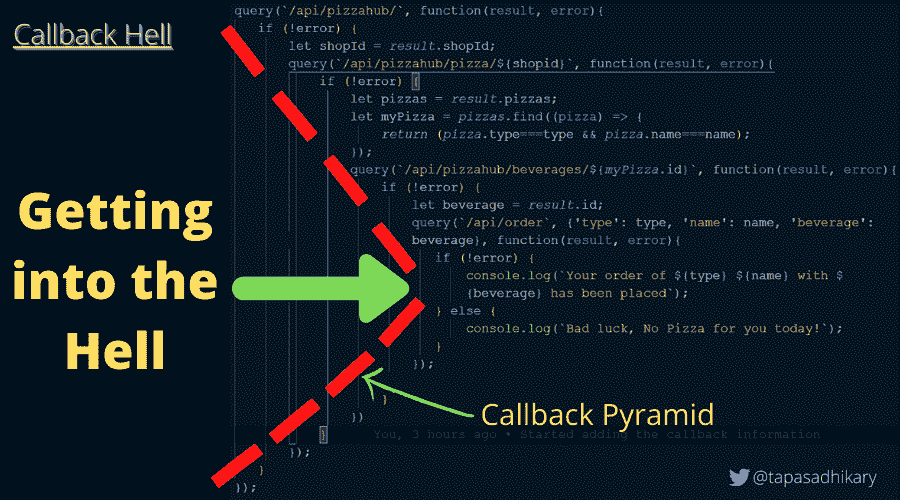 Callback Hell
query(`/api/pizzahub/`, function(result, error){
if (!error) {
let shopId = result.shopId;
query(`/api/pizzahub/pizza/${shopid}`, function(result, error){
if (!error) {
let pizzas = result.pizzas;
let myPizza = pizzas.find((pizza) => {
return (pizza.type===type && pizza.name===name);
});
query(`/api/pizzahub/beverages/${myPizza.id}`, function(result, error){
if (!error) {
let beverage = result.id;
query(`/api/order`, {'type': type, 'name': name, 'beverage':
beverage}, function(result, error){
if (!error) {
console.log(`Your order of ${type} ${name} with $
{beverage} has been placed`);
} else {
console.log(`Bad luck, No Pizza for you today!`);
}
});
}
})
}
You, 3 hours ago • Started adding the callback information
});
}
});
Getting
into the
Hell
Callback Pyramid
@tapasadhikary